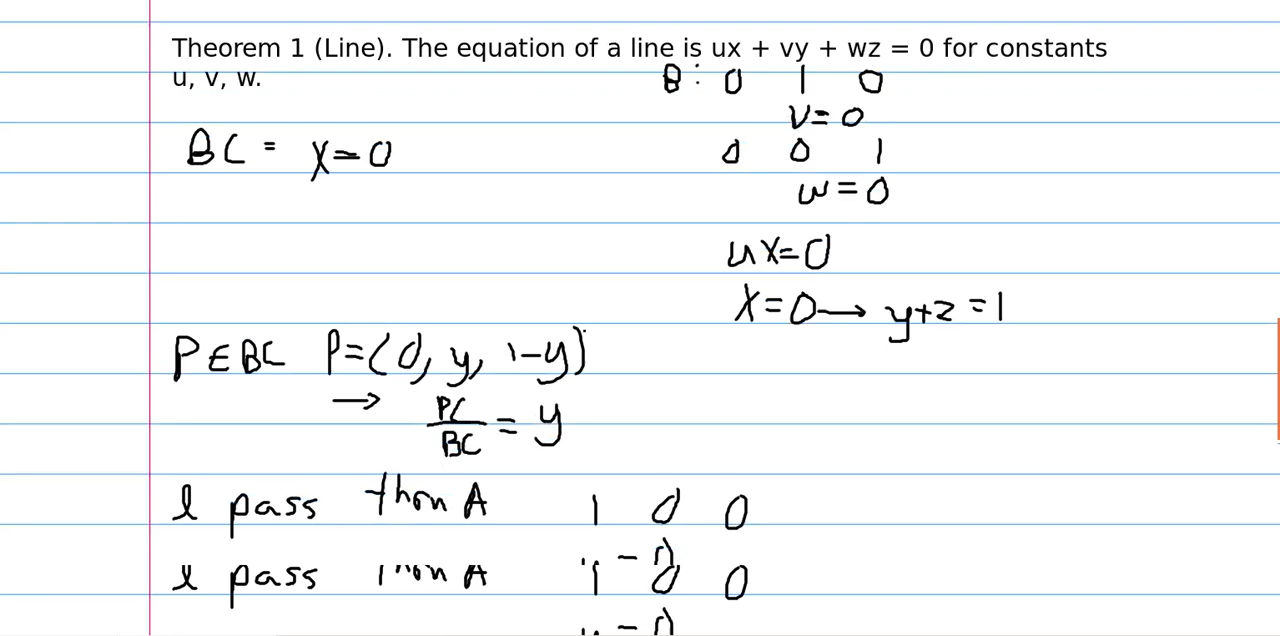 Theorem 1 (Line). The equation of a line is ux + vy + wz = 0 for constants
u, v, w.
B: 0 1 0
v=0
BC = x=0
0 0 1
w=0
ux=0
x=0→ y+z=1
P∈BC P=(0, y, 1-y)
→ PC/BC = y
l pass A 1 0 0
l pass A 1 0 0